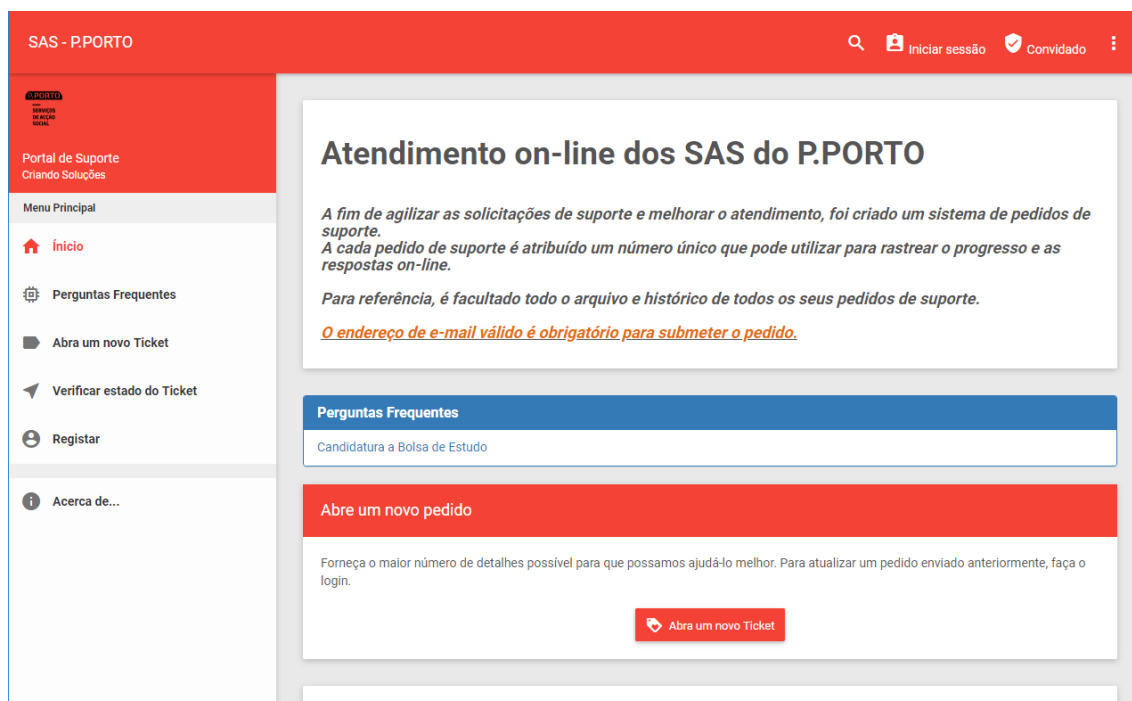 SAS - P.PORTO
Iniciar sessão
Convidado
P.PORTO
SERVIÇOS
DE ACÇÃO
SOCIAL
Portal de Suporte
Criando Soluções
Menu Principal
Ínicio
Perguntas Frequentes
Abra um novo Ticket
Verificar estado do Ticket
Registar
Acerca de...
Atendimento on-line dos SAS do P.PORTO
A fim de agilizar as solicitações de suporte e melhorar o atendimento, foi criado um sistema de pedidos de
suporte.
A cada pedido de suporte é atribuído um número único que pode utilizar para rastrear o progresso e as
respostas on-line.
Para referência, é facultado todo o arquivo e histórico de todos os seus pedidos de suporte.
O endereço de e-mail válido é obrigatório para submeter o pedido.
Perguntas Frequentes
Candidatura a Bolsa de Estudo
Abre um novo pedido
Forneça o maior número de detalhes possível para que possamos ajudá-lo melhor. Para atualizar um pedido enviado anteriormente, faça o
login.
Abra um novo Ticket